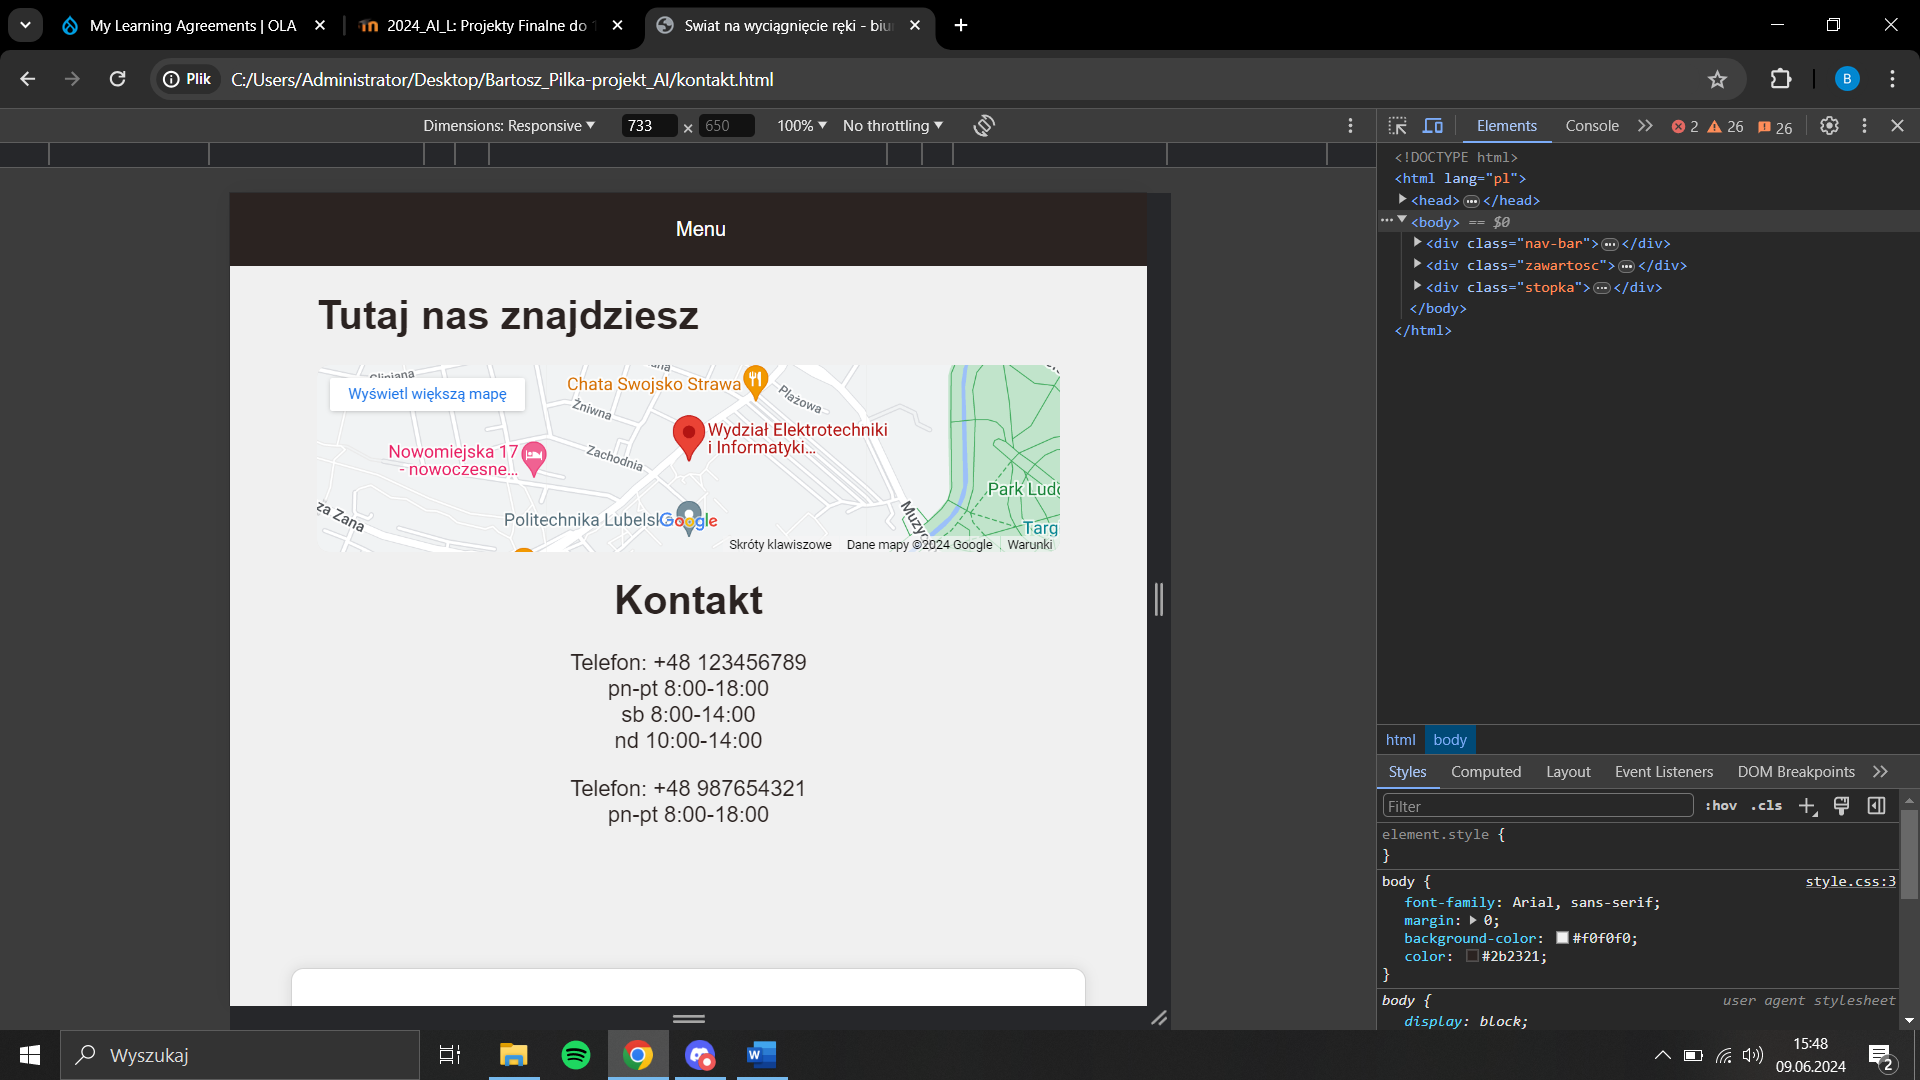 My Learning Agreements | OLA
2024_AI_L: Projekty Finalne do 1
Swiat na wyciągnięcie ręki - biu
Plik
C:/Users/Administrator/Desktop/Bartosz_Pilka-projekt_AI/kontakt.html
B
Dimensions: Responsive
733 × 650
100%
No throttling
Elements
Console
2
26
26
Menu
Tutaj nas znajdziesz
Wyświetl większą mapę
Gliniana
Chata Swojsko Strawa
Plażowa
Żniwna
Wydział Elektrotechniki
i Informatyki...
Nowomiejska 17
- nowoczesne...
Zachodnia
Park Ludo
za Zana
Politechnika Lubelsk
Google
Muzyc
Targ
Skróty klawiszowe
Dane mapy ©2024 Google
Warunki
Kontakt
Telefon: +48 123456789
pn-pt 8:00-18:00
sb 8:00-14:00
nd 10:00-14:00
Telefon: +48 987654321
pn-pt 8:00-18:00
<!DOCTYPE html>
<html lang="pl">
<head> ••• </head>
••• <body> == $0
<div class="nav-bar"> ••• </div>
<div class="zawartosc"> ••• </div>
<div class="stopka"> ••• </div>
</body>
</html>
html body
Styles Computed Layout Event Listeners DOM Breakpoints
Filter
:hov .cls
element.style {
}
body { style.css:3
font-family: Arial, sans-serif;
margin: 0;
background-color: #f0f0f0;
color: #2b2321;
}
body { user agent stylesheet
display: block;
Wyszukaj
W
15:48
09.06.2024
2